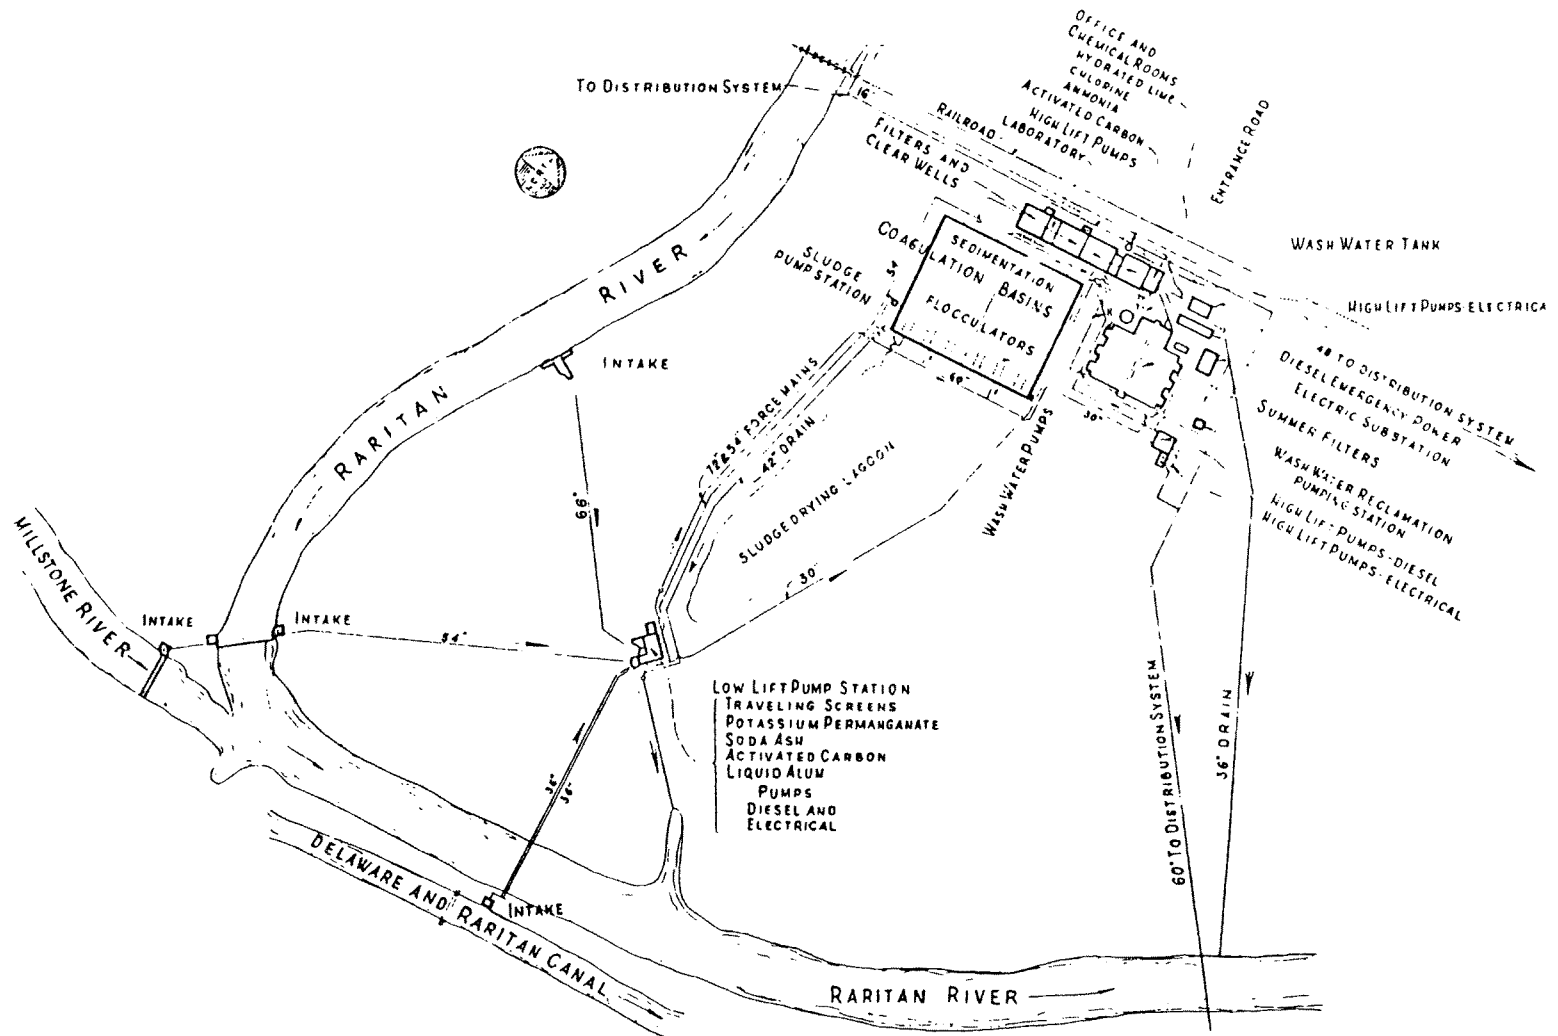 OFFICE AND
CHEMICAL ROOMS
HYDRATED LIME
CHLORINE
AMMONIA
ACTIVATED CARBON
HIGH LIFT PUMPS
LABORATORY
TO DISTRIBUTION SYSTEM
16
RAILROAD
FILTERS AND
CLEAR WELLS
ENTRANCE ROAD
WASH WATER TANK
HIGH LIFT PUMPS-ELECTRICA
48 TO DISTRIBUTION SYSTEM
DIESEL EMERGENCY POWER
ELECTRIC SUBSTATION
SUMMER FILTERS
WASH WATER RECLAMATION
PUMPING STATION
HIGH LIFT PUMPS-DIESEL
HIGH LIFT PUMPS-ELECTRICAL
SEDIMENTATION
COAGULATION BASINS
FLOCCULATORS
SLUDGE
PUMP STATION
54
60"
30"
WASH WATER PUMPS
RARITAN RIVER
INTAKE
66"
72"&54" FORCE MAINS
42" DRAIN
SLUDGE DRYING LAGOON
30"
MILLSTONE RIVER
INTAKE
INTAKE
54"
LOW LIFT PUMP STATION
TRAVELING SCREENS
POTASSIUM PERMANGANATE
SODA ASH
ACTIVATED CARBON
LIQUID ALUM
PUMPS
DIESEL AND
ELECTRICAL
36"
36"
60" TO DISTRIBUTION SYSTEM
36" DRAIN
DELAWARE AND RARITAN CANAL
INTAKE
RARITAN RIVER